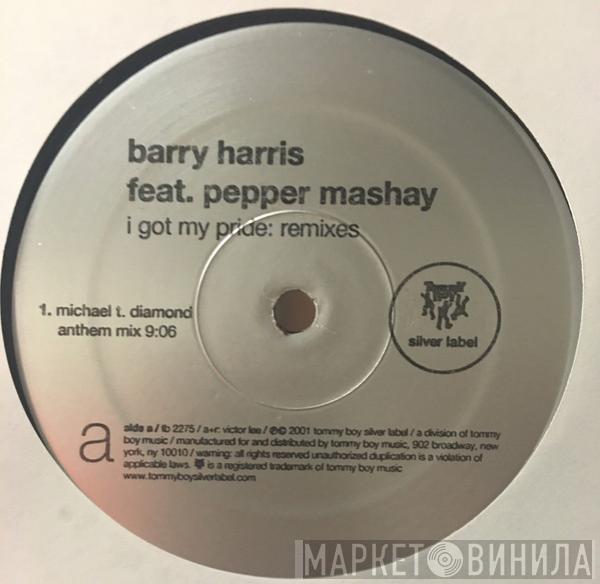 barry harris
feat. pepper mashay
i got my pride: remixes
1. michael t. diamond
anthem mix 9:06
Tommy Boy
silver label
a
side a / tb 2275 / a+r: victor lee / ℗© 2001 tommy boy silver label / a division of tommy
boy music / manufactured for and distributed by tommy boy music, 902 broadway, new
york, ny 10010 / warning: all rights reserved unauthorized duplication is a violation of
applicable laws. is a registered trademark of tommy boy music
www.tommyboysilverlabel.com
МАРКЕТ ВИНИЛА